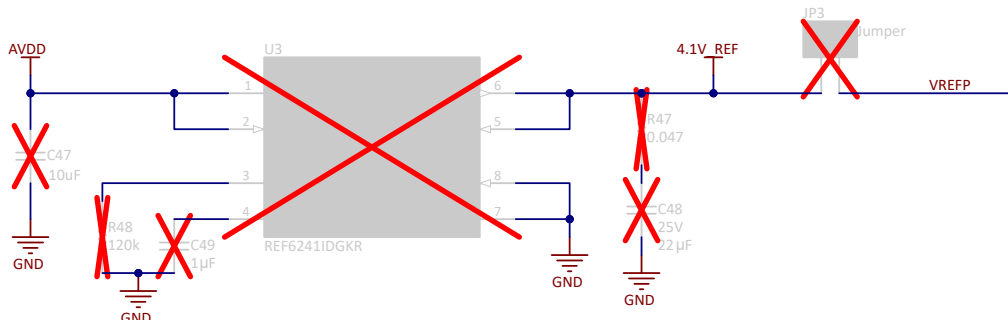 JP3
Jumper
AVDD
U3
4.1V_REF
1
6
VREFP
2
5
R47
0.047
C47
10uF
3
8
4
7
C48
25V
22µF
R48
120k
C49
1µF
REF6241IDGKR
GND
GND
GND
GND